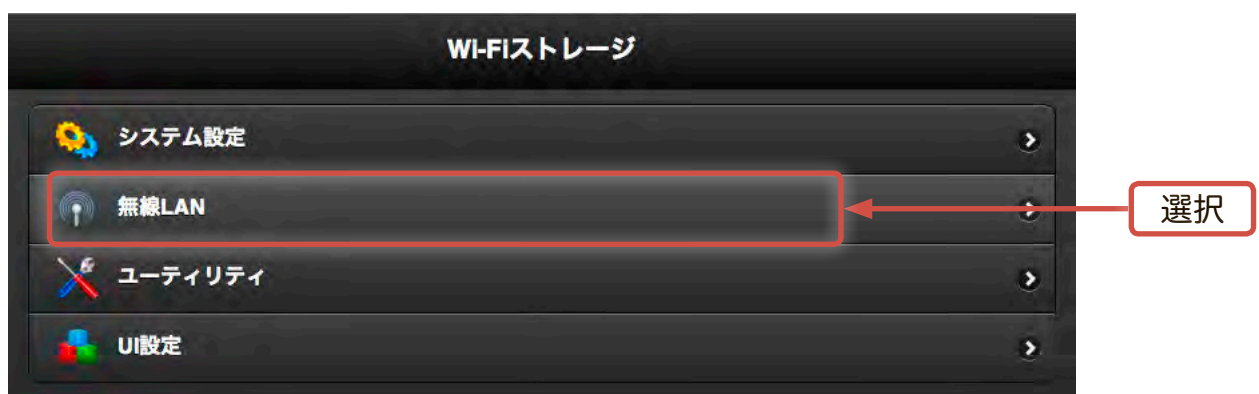 Wi-Fiストレージ
システム設定
無線LAN
選択
ユーティリティ
UI設定